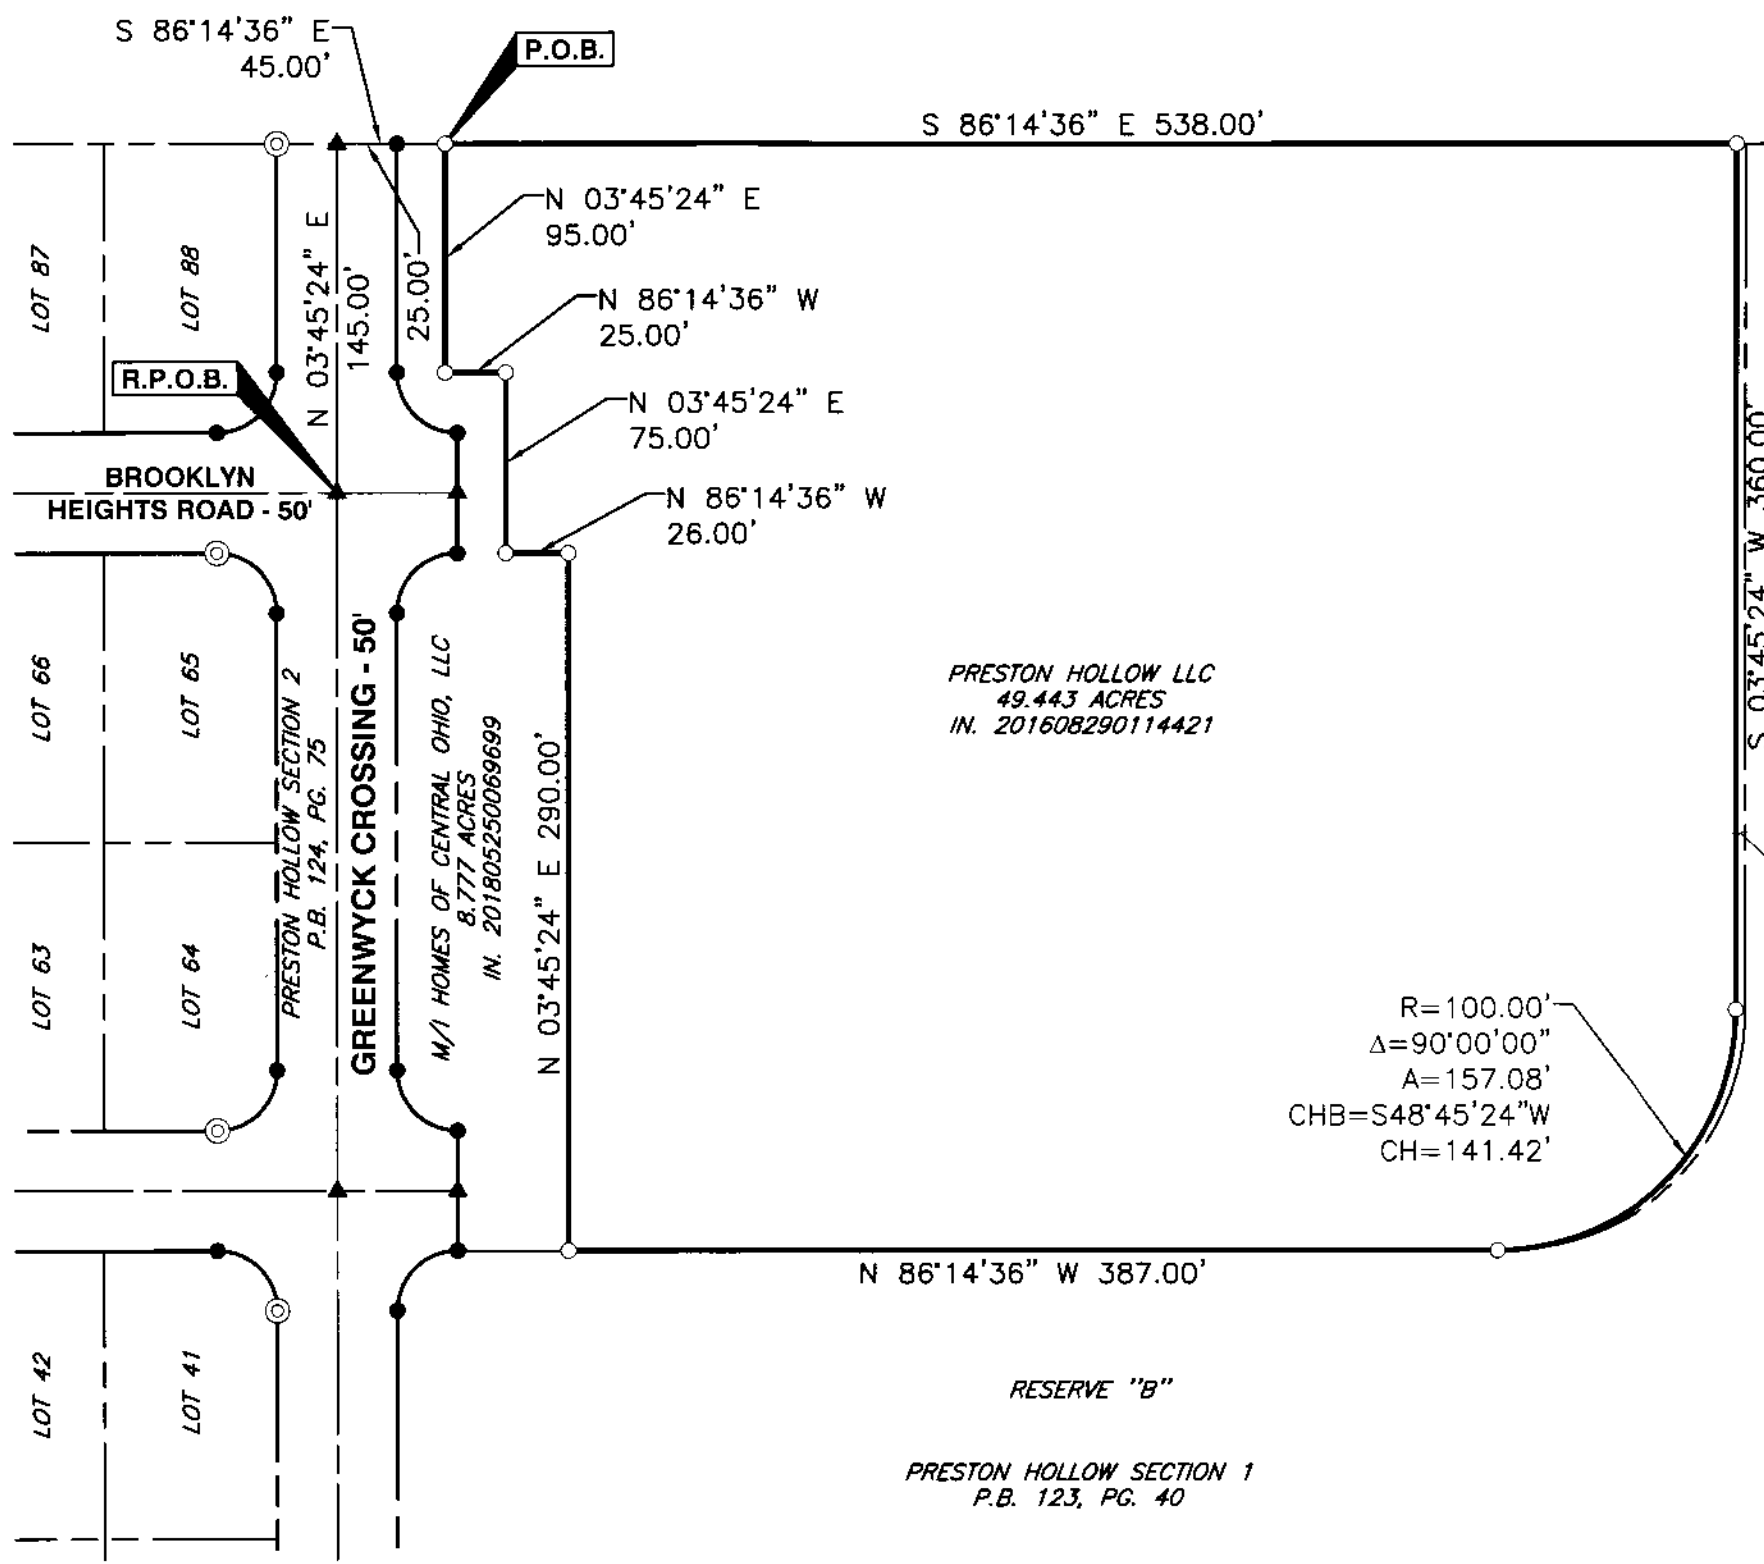 S 86°14'36" E
45.00'
P.O.B.
S 86°14'36" E 538.00'
N 03°45'24" E
95.00'
N 86°14'36" W
25.00'
N 03°45'24" E
75.00'
N 86°14'36" W
26.00'
LOT 87
LOT 88
N 03°45'24" E
145.00'
25.00'
R.P.O.B.
BROOKLYN
HEIGHTS ROAD - 50'
S 03°45'24" W 360.00'
LOT 66
LOT 65
PRESTON HOLLOW SECTION 2
P.B. 124, PG. 75
GREENWYCK CROSSING - 50'
M/I HOMES OF CENTRAL OHIO, LLC
8.777 ACRES
IN. 201805250069699
N 03°45'24" E 290.00'
PRESTON HOLLOW LLC
49.443 ACRES
IN. 201608290114421
LOT 63
LOT 64
R=100.00'
Δ=90°00'00"
A=157.08'
CHB=S48°45'24"W
CH=141.42'
N 86°14'36" W 387.00'
LOT 42
LOT 41
RESERVE "B"
PRESTON HOLLOW SECTION 1
P.B. 123, PG. 40